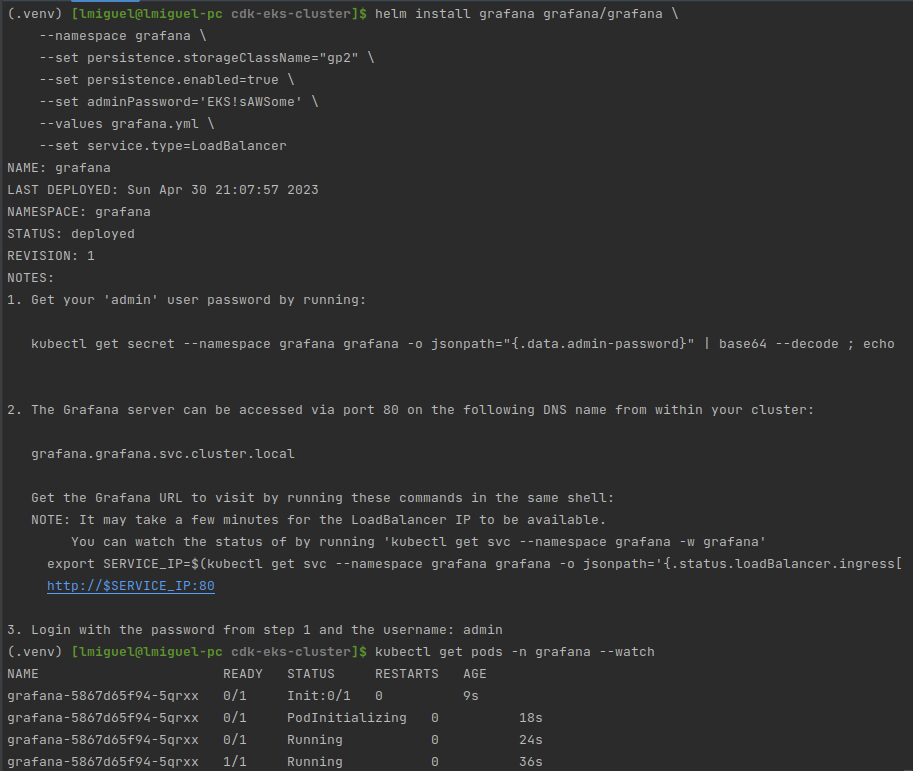 (.venv) [lmiguel@lmiguel-pc cdk-eks-cluster]$ helm install grafana grafana/grafana \
    --namespace grafana \
    --set persistence.storageClassName="gp2" \
    --set persistence.enabled=true \
    --set adminPassword='EKS!sAWSome' \
    --values grafana.yml \
    --set service.type=LoadBalancer
NAME: grafana
LAST DEPLOYED: Sun Apr 30 21:07:57 2023
NAMESPACE: grafana
STATUS: deployed
REVISION: 1
NOTES:
1. Get your 'admin' user password by running:
   kubectl get secret --namespace grafana grafana -o jsonpath="{.data.admin-password}" | base64 --decode ; echo
2. The Grafana server can be accessed via port 80 on the following DNS name from within your cluster:
   grafana.grafana.svc.cluster.local
   Get the Grafana URL to visit by running these commands in the same shell:
   NOTE: It may take a few minutes for the LoadBalancer IP to be available.
        You can watch the status of by running 'kubectl get svc --namespace grafana -w grafana'
     export SERVICE_IP=$(kubectl get svc --namespace grafana grafana -o jsonpath='{.status.loadBalancer.ingress[
     http://$SERVICE_IP:80
3. Login with the password from step 1 and the username: admin
(.venv) [lmiguel@lmiguel-pc cdk-eks-cluster]$ kubectl get pods -n grafana --watch
NAME                       READY   STATUS     RESTARTS   AGE
grafana-5867d65f94-5qrxx   0/1     Init:0/1   0          9s
grafana-5867d65f94-5qrxx   0/1     PodInitializing   0          18s
grafana-5867d65f94-5qrxx   0/1     Running           0          24s
grafana-5867d65f94-5qrxx   1/1     Running           0          36s